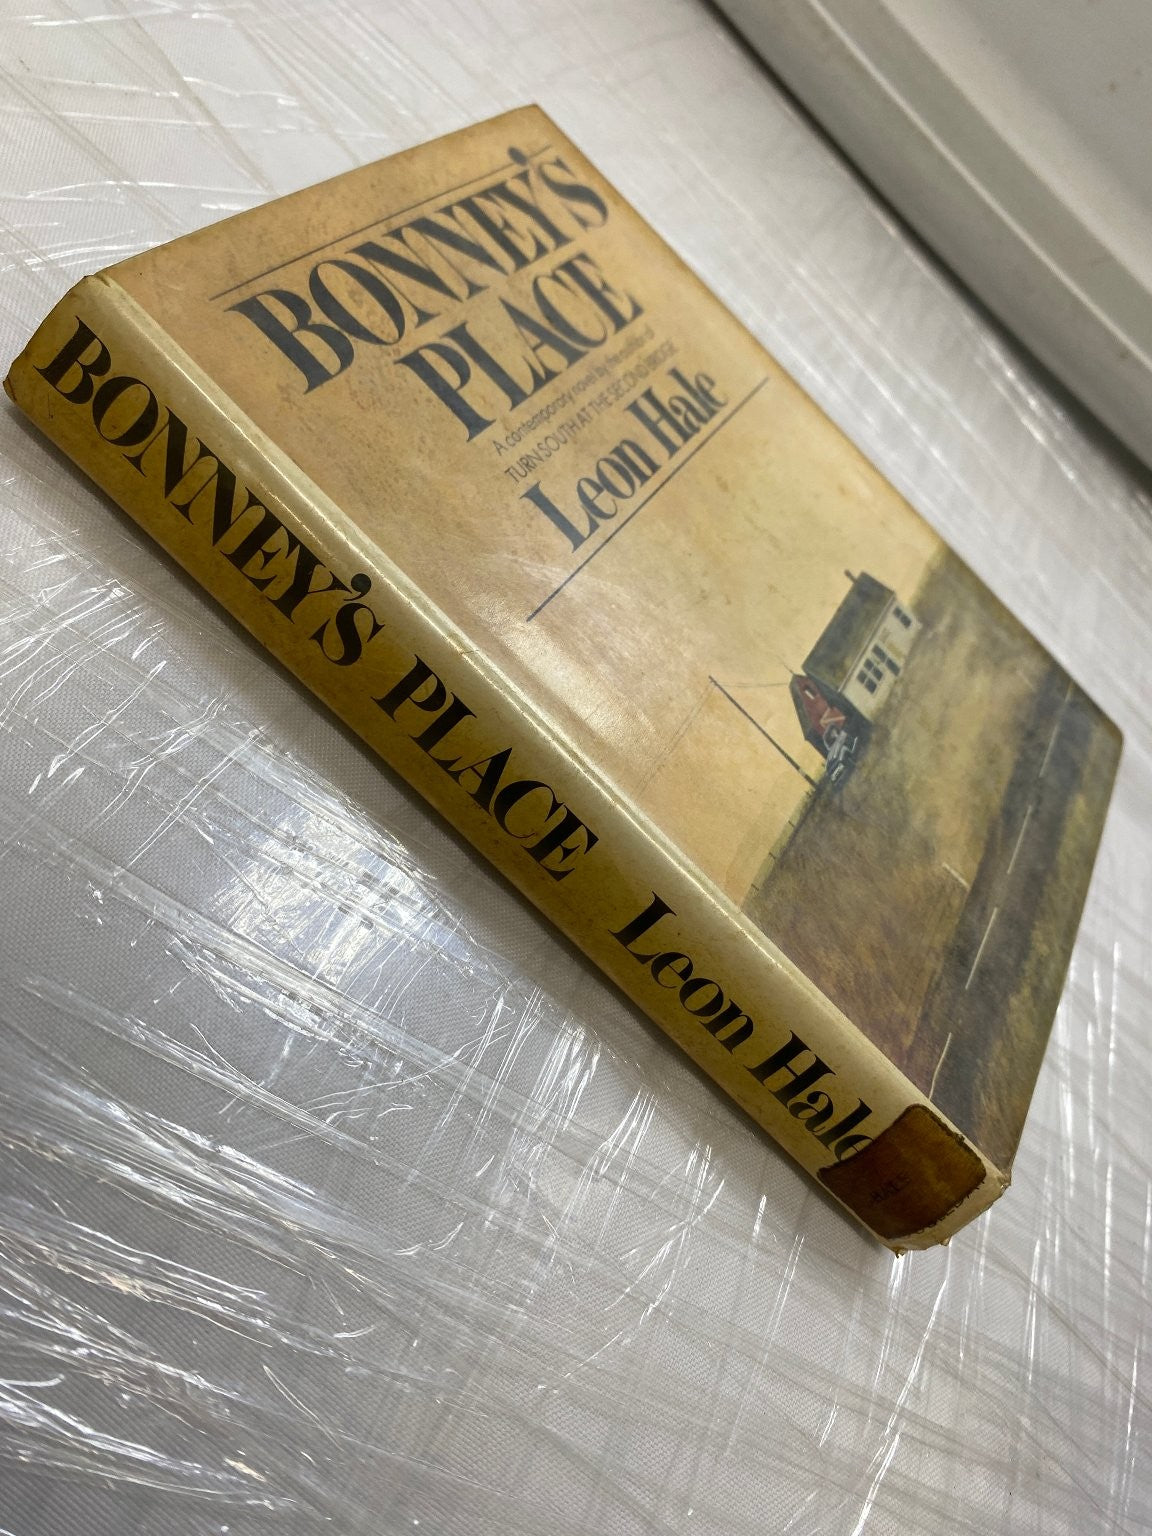 BONNEY'S
PLACE
A contemporary novel by the author of
TURN SOUTH AT THE SECOND BRIDGE
Leon Hale
BONNEY'S PLACE Leon Hale
HALE